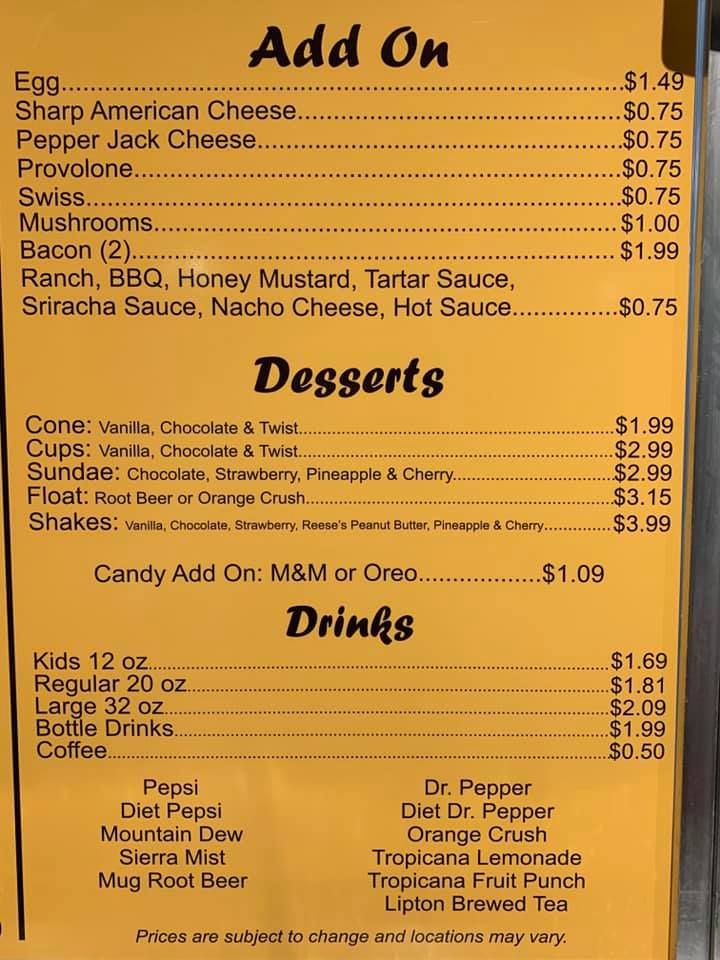 Add On
Egg..........................................................................$1.49
Sharp American Cheese...........................................$0.75
Pepper Jack Cheese................................................$0.75
Provolone................................................................$0.75
Swiss......................................................................$0.75
Mushrooms.............................................................$1.00
Bacon (2)................................................................$1.99
Ranch, BBQ, Honey Mustard, Tartar Sauce,
Sriracha Sauce, Nacho Cheese, Hot Sauce...............$0.75
Desserts
Cone: Vanilla, Chocolate & Twist......................................................$1.99
Cups: Vanilla, Chocolate & Twist......................................................$2.99
Sundae: Chocolate, Strawberry, Pineapple & Cherry............................$2.99
Float: Root Beer or Orange Crush.....................................................$3.15
Shakes: Vanilla, Chocolate, Strawberry, Reese's Peanut Butter, Pineapple & Cherry.............$3.99
Candy Add On: M&M or Oreo..................$1.09
Drinks
Kids 12 oz...............................................................................$1.69
Regular 20 oz.........................................................................$1.81
Large 32 oz............................................................................$2.09
Bottle Drinks...........................................................................$1.99
Coffee.....................................................................................$0.50
Pepsi Dr. Pepper
Diet Pepsi Diet Dr. Pepper
Mountain Dew Orange Crush
Sierra Mist Tropicana Lemonade
Mug Root Beer Tropicana Fruit Punch
Lipton Brewed Tea
Prices are subject to change and locations may vary.